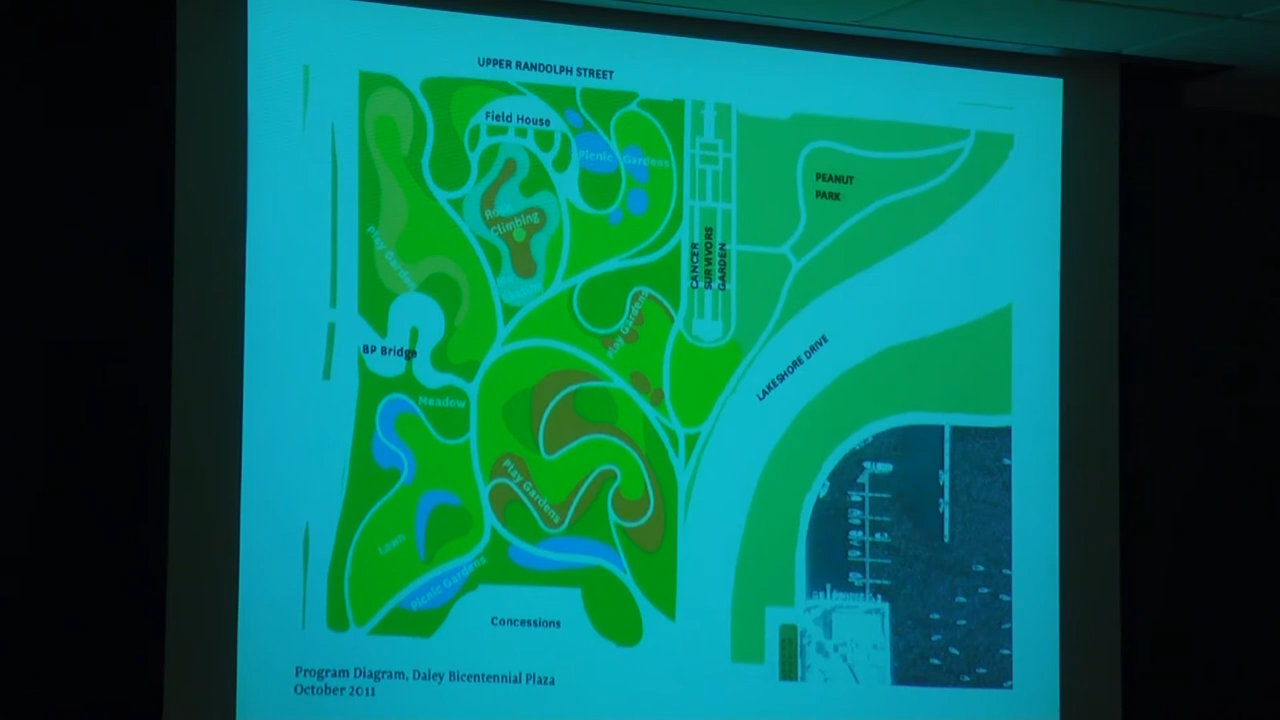 UPPER RANDOLPH STREET
Field House
Picnic Gardens
PEANUT
PARK
Climbing
Play Garden
CANCER
SURVIVORS
GARDEN
Play Gardens
BP Bridge
LAKESHORE DRIVE
Meadow
Play Gardens
Lawn
Picnic Gardens
Concessions
Program Diagram, Daley Bicentennial Plaza
October 2011